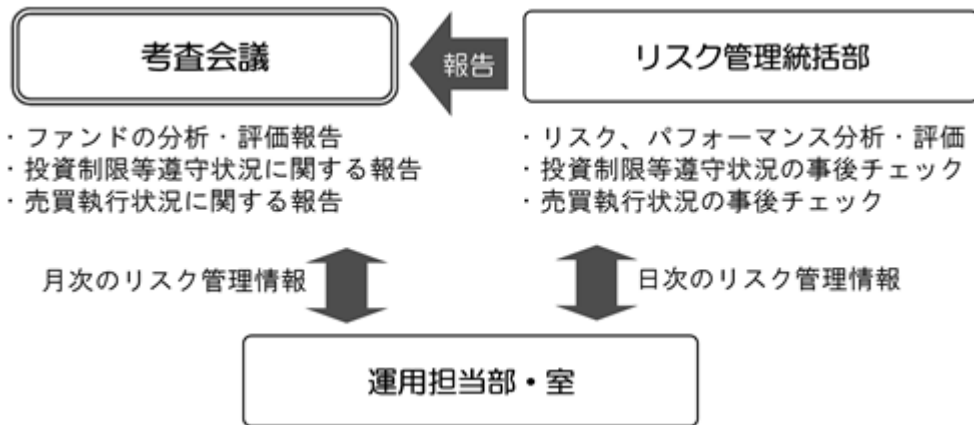 考査会議
報告
リスク管理統括部
・ファンドの分析・評価報告
・投資制限等遵守状況に関する報告
・売買執行状況に関する報告
・リスク、パフォーマンス分析・評価
・投資制限等遵守状況の事後チェック
・売買執行状況の事後チェック
月次のリスク管理情報
日次のリスク管理情報
運用担当部・室